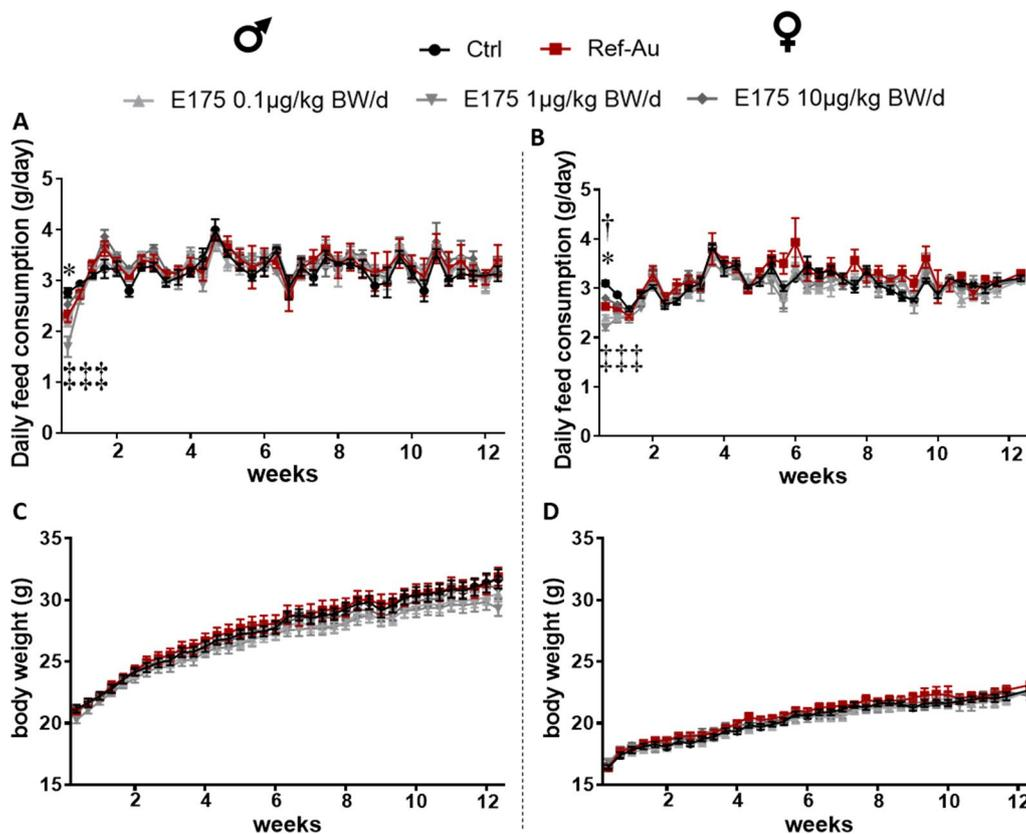 ♂ ♀
Ctrl Ref-Au
E175 0.1µg/kg BW/d E175 1µg/kg BW/d E175 10µg/kg BW/d
A
Daily feed consumption (g/day)
5
4
3
2
1
0
*
‡‡‡
2 4 6 8 10 12
weeks
B
Daily feed consumption (g/day)
5
4
3
2
1
0
†
*
‡‡‡
2 4 6 8 10 12
weeks
C
body weight (g)
35
30
25
20
15
2 4 6 8 10 12
weeks
D
body weight (g)
35
30
25
20
15
2 4 6 8 10 12
weeks